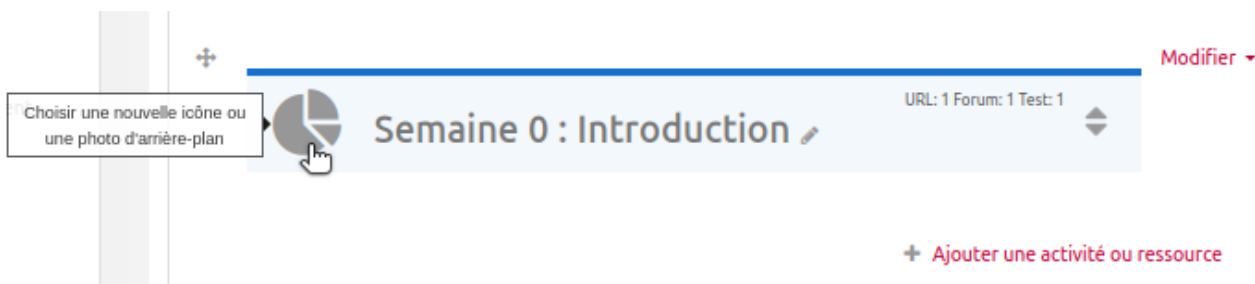 Modifier
URL: 1 Forum: 1 Test: 1
Choisir une nouvelle icône ou
une photo d'arrière-plan
Semaine 0 : Introduction
Ajouter une activité ou ressource